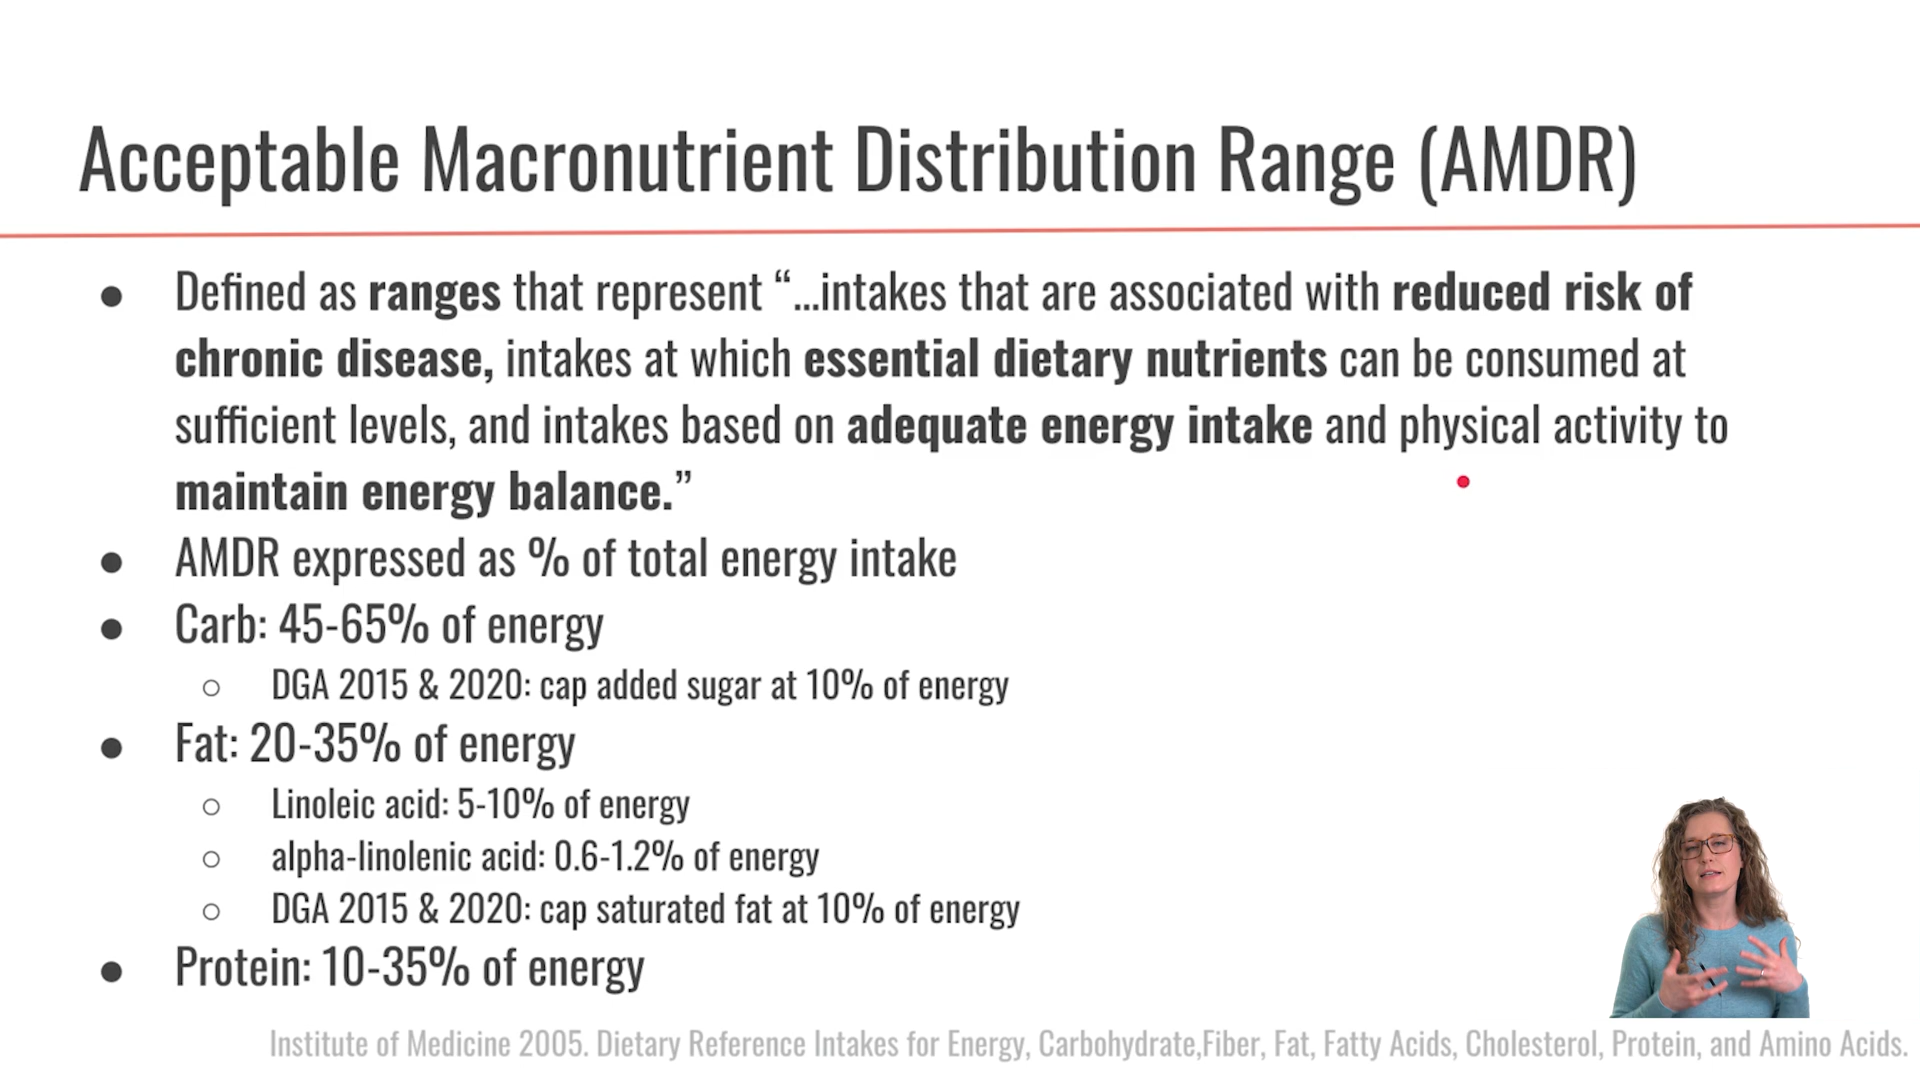 Acceptable Macronutrient Distribution Range (AMDR)
● Defined as ranges that represent “...intakes that are associated with reduced risk of
chronic disease, intakes at which essential dietary nutrients can be consumed at
sufficient levels, and intakes based on adequate energy intake and physical activity to
maintain energy balance.”
● AMDR expressed as % of total energy intake
● Carb: 45-65% of energy
○ DGA 2015 & 2020: cap added sugar at 10% of energy
● Fat: 20-35% of energy
○ Linoleic acid: 5-10% of energy
○ alpha-linolenic acid: 0.6-1.2% of energy
○ DGA 2015 & 2020: cap saturated fat at 10% of energy
● Protein: 10-35% of energy
Institute of Medicine 2005. Dietary Reference Intakes for Energy, Carbohydrate,Fiber, Fat, Fatty Acids, Cholesterol, Protein, and Amino Acids.